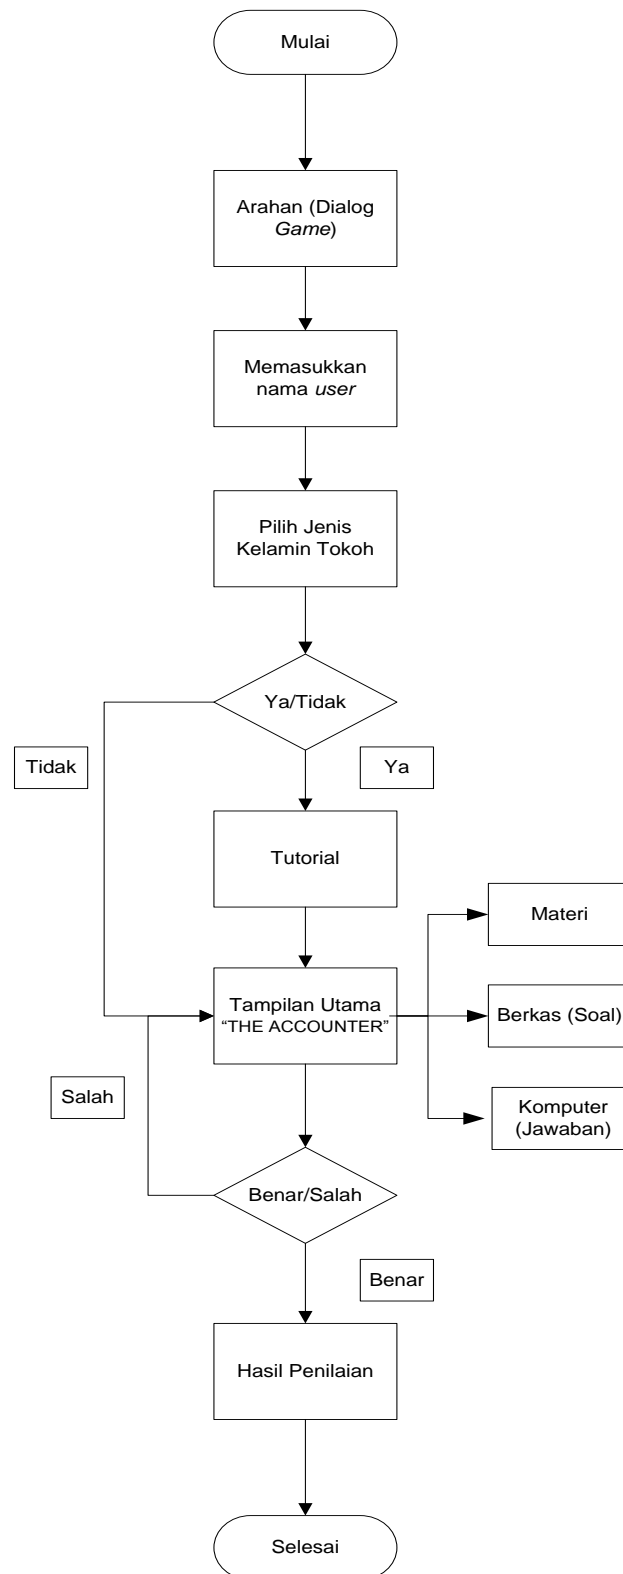 Mulai
Arahan (Dialog
Game)
Memasukkan
nama user
Pilih Jenis
Kelamin Tokoh
Ya/Tidak
Tidak
Ya
Tutorial
Materi
Tampilan Utama
“THE ACCOUNTER”
Berkas (Soal)
Salah
Komputer
(Jawaban)
Benar/Salah
Benar
Hasil Penilaian
Selesai